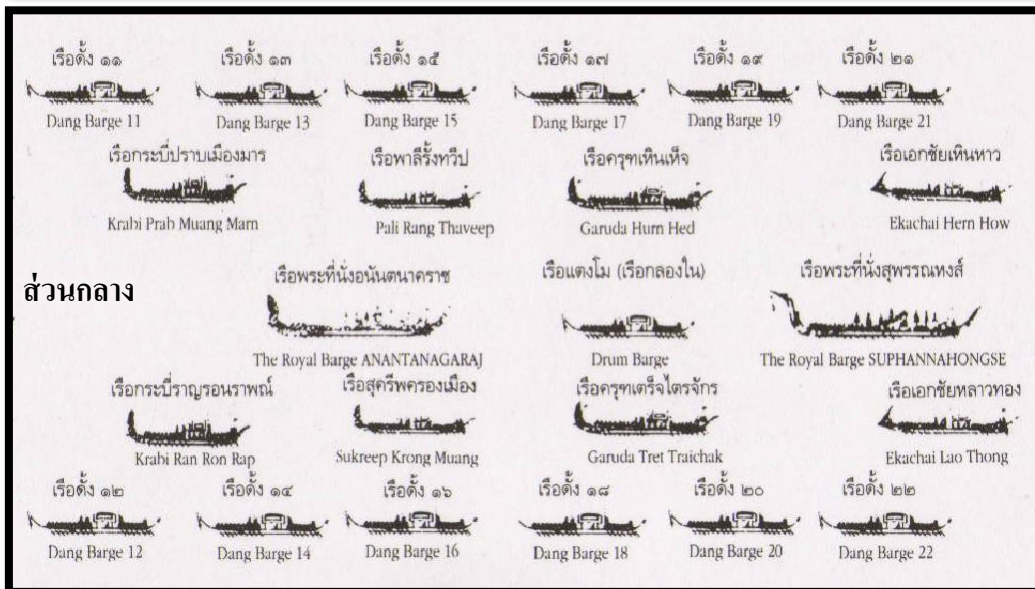 เรือดั้ง ๑๑ เรือดั้ง ๑๓ เรือดั้ง ๑๕ เรือดั้ง ๑๗ เรือดั้ง ๑๙ เรือดั้ง ๒๑
Dang Barge 11 Dang Barge 13 Dang Barge 15 Dang Barge 17 Dang Barge 19 Dang Barge 21
เรือกระบี่ปราบเมืองมาร เรือพาลีรั้งทวีป เรือครุฑเหินเห็จ เรือเอกชัยเหินหาว
Krabi Prab Muang Marn Pali Rang Thaveep Garuda Hurn Hed Ekachai Hern How
ส่วนกลาง
เรือพระที่นั่งอนันตนาคราช เรือแตงโม (เรือกลองใน) เรือพระที่นั่งสุพรรณหงส์
The Royal Barge ANANTANAGARAJ Drum Barge The Royal Barge SUPHANNAHONGSE
เรือกระบี่ราญรอนราพณ์ เรือสุครีพครองเมือง เรือครุฑเตร็จไตรจักร เรือเอกชัยหลาวทอง
Krabi Ran Ron Rap Sukreep Krong Muang Garuda Tret Traichak Ekachai Lao Thong
เรือดั้ง ๑๒ เรือดั้ง ๑๔ เรือดั้ง ๑๖ เรือดั้ง ๑๘ เรือดั้ง ๒๐ เรือดั้ง ๒๒
Dang Barge 12 Dang Barge 14 Dang Barge 16 Dang Barge 18 Dang Barge 20 Dang Barge 22